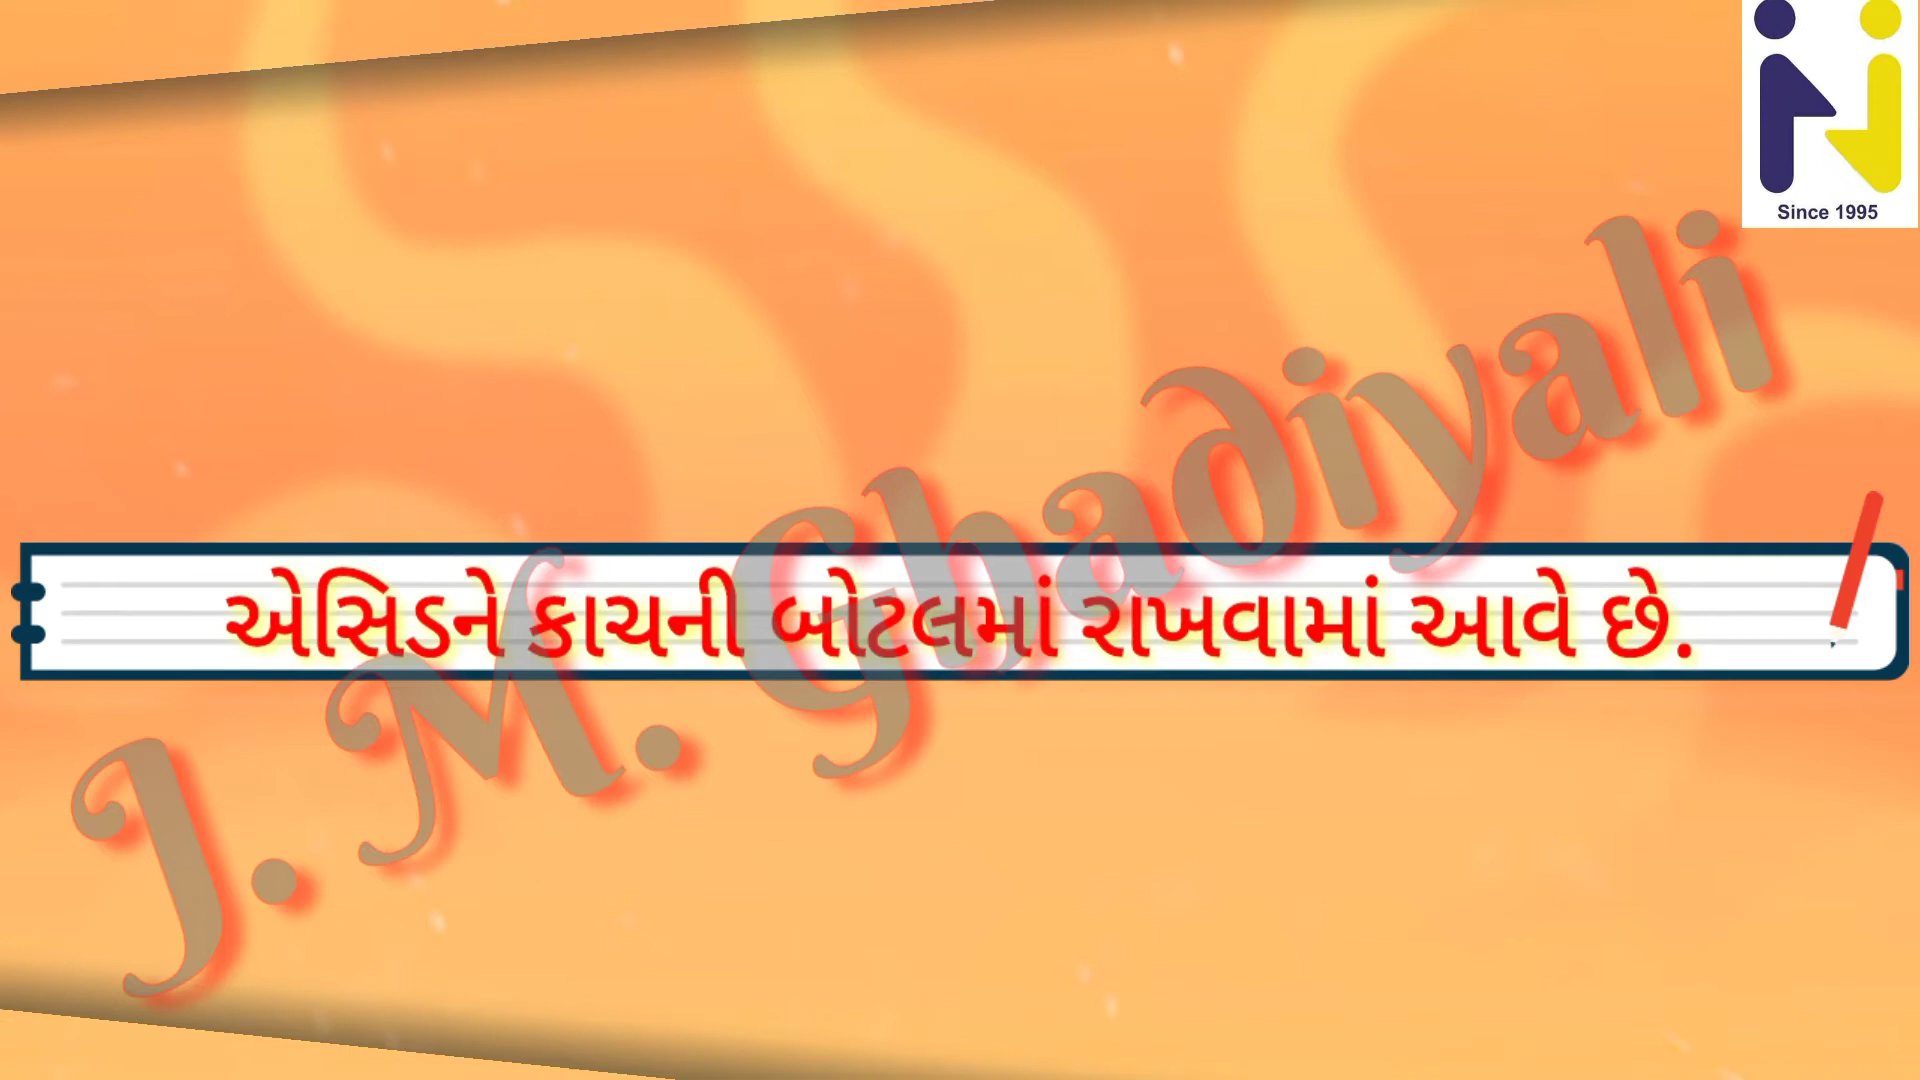 Since 1995
એસિડને કાચની બોટલમાં રાખવામાં આવે છે.
J. M. Ghadiyali